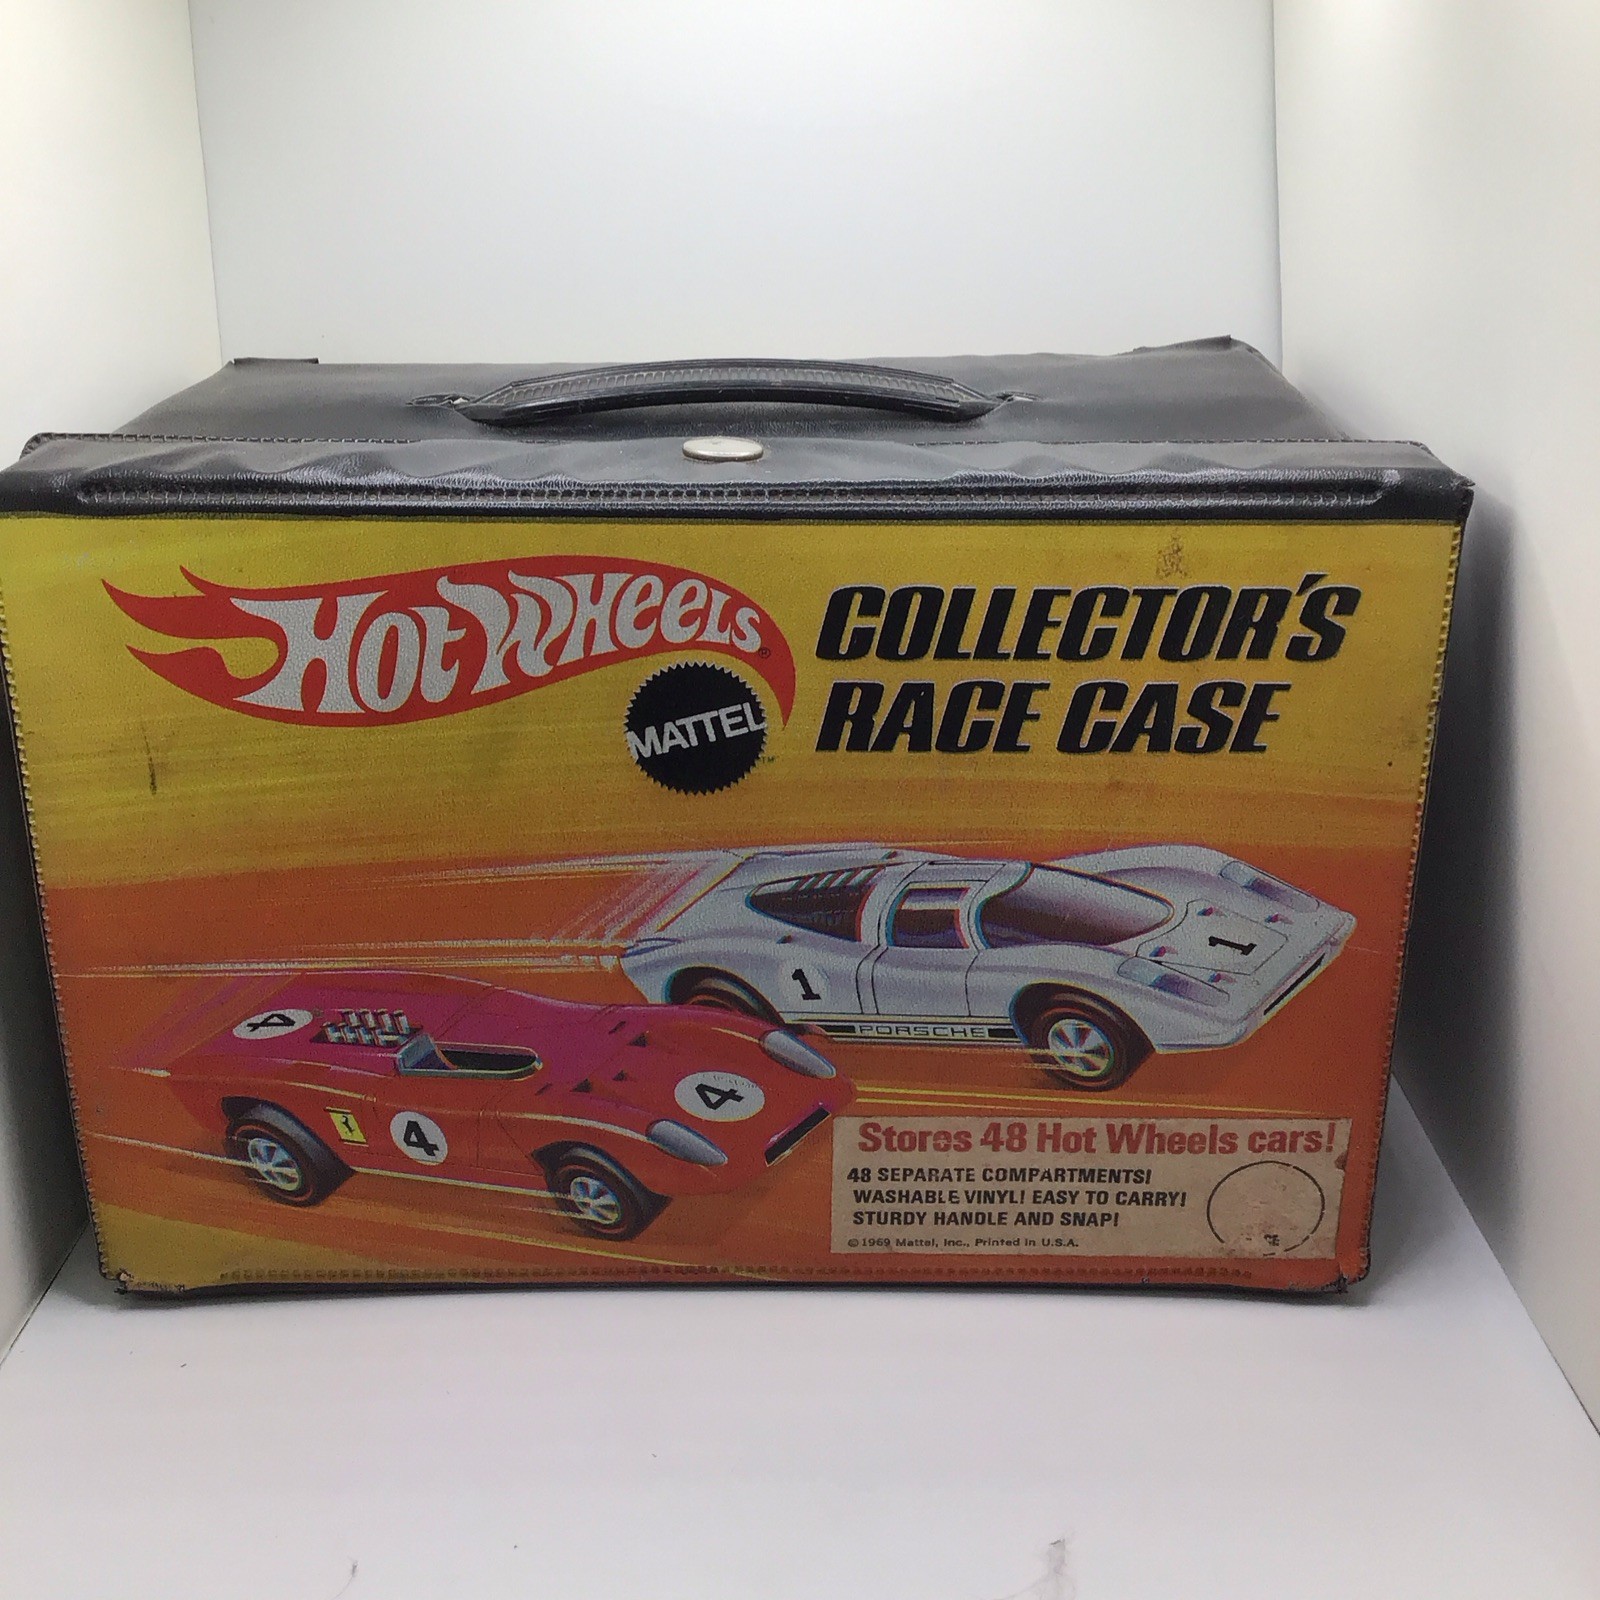 Hot Wheels®
MATTEL™
COLLECTOR'S
RACE CASE
1
1
PORSCHE
4
4
4
Stores 48 Hot Wheels cars!
48 SEPARATE COMPARTMENTS!
WASHABLE VINYL! EASY TO CARRY!
STURDY HANDLE AND SNAP!
© 1969 Mattel, Inc., Printed in U.S.A.